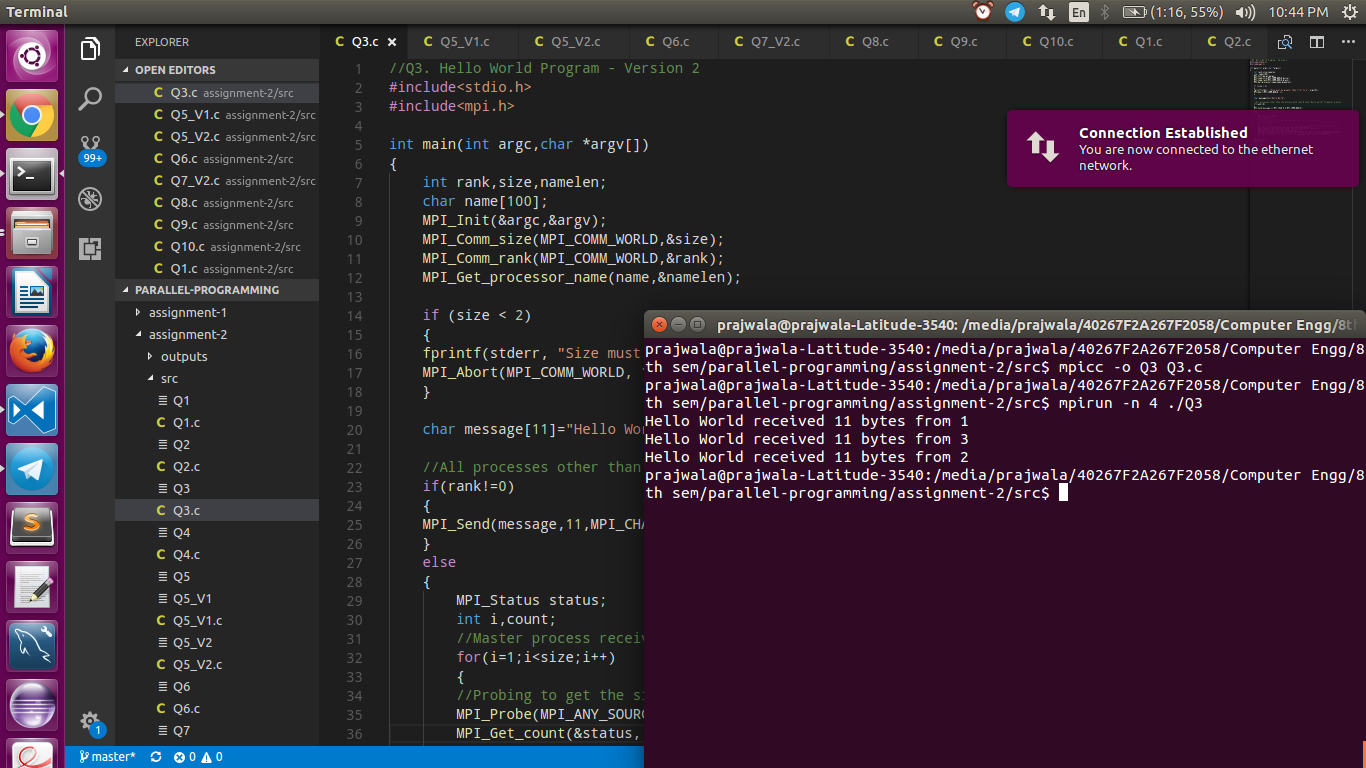 Terminal
En
(1:16, 55%)
10:44 PM
EXPLORER
OPEN EDITORS
Q3.c assignment-2/src
Q5_V1.c assignment-2/src
Q5_V2.c assignment-2/src
Q6.c assignment-2/src
Q7_V2.c assignment-2/src
Q8.c assignment-2/src
Q9.c assignment-2/src
Q10.c assignment-2/src
Q1.c assignment-2/src
PARALLEL-PROGRAMMING
assignment-1
assignment-2
outputs
src
Q1
C Q1.c
Q2
C Q2.c
Q3
C Q3.c
Q4
C Q4.c
Q5
Q5_V1
C Q5_V1.c
Q5_V2
C Q5_V2.c
Q6
C Q6.c
Q7
99+
1
master*
0 0
C Q3.c
C Q5_V1.c
C Q5_V2.c
C Q6.c
C Q7_V2.c
C Q8.c
C Q9.c
C Q10.c
C Q1.c
C Q2.c
1 //Q3. Hello World Program - Version 2
2 #include<stdio.h>
3 #include<mpi.h>
4
5 int main(int argc,char *argv[])
6 {
7 int rank,size,namelen;
8 char name[100];
9 MPI_Init(&argc,&argv);
10 MPI_Comm_size(MPI_COMM_WORLD,&size);
11 MPI_Comm_rank(MPI_COMM_WORLD,&rank);
12 MPI_Get_processor_name(name,&namelen);
13
14 if (size < 2)
15 {
16 fprintf(stderr, "Size must
17 MPI_Abort(MPI_COMM_WORLD,
18 }
19
20 char message[11]="Hello Wor
21
22 //All processes other than
23 if(rank!=0)
24 {
25 MPI_Send(message,11,MPI_CHA
26 }
27 else
28 {
29 MPI_Status status;
30 int i,count;
31 //Master process receiv
32 for(i=1;i<size;i++)
33 {
34 //Probing to get the si
35 MPI_Probe(MPI_ANY_SOURC
36 MPI_Get_count(&status,
Connection Established
You are now connected to the ethernet
network.
prajwala@prajwala-Latitude-3540: /media/prajwala/40267F2A267F2058/Computer Engg/8th
prajwala@prajwala-Latitude-3540:/media/prajwala/40267F2A267F2058/Computer Engg/8
th sem/parallel-programming/assignment-2/src$ mpicc -o Q3 Q3.c
prajwala@prajwala-Latitude-3540:/media/prajwala/40267F2A267F2058/Computer Engg/8
th sem/parallel-programming/assignment-2/src$ mpirun -n 4 ./Q3
Hello World received 11 bytes from 1
Hello World received 11 bytes from 3
Hello World received 11 bytes from 2
prajwala@prajwala-Latitude-3540:/media/prajwala/40267F2A267F2058/Computer Engg/8
th sem/parallel-programming/assignment-2/src$